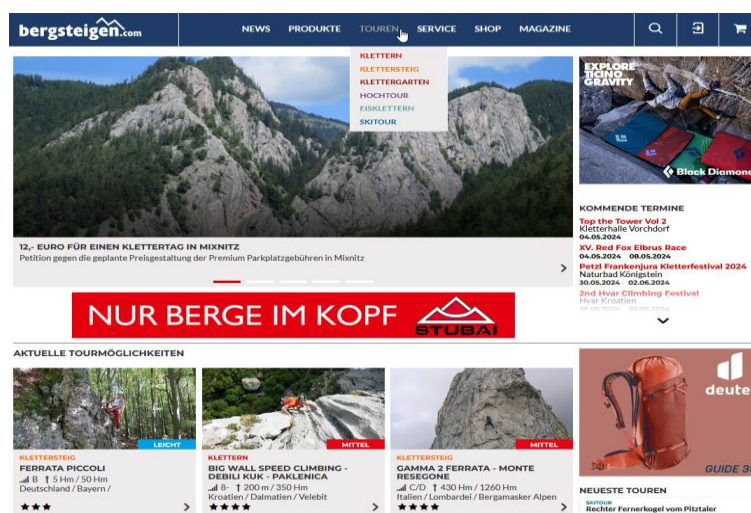 bergsteigen.com
NEWS PRODUKTE TOUREN SERVICE SHOP MAGAZINE
KLETTERN
KLETTERSTEIG
KLETTERGARTEN
HOCHTOUR
EISKLETTERN
SKITOUR
12,- EURO FÜR EINEN KLETTERTAG IN MIXNITZ
Petition gegen die geplante Preisgestaltung der Premium Parkplatzgebühren in Mixnitz
EXPLORE
TICINO
GRAVITY
Black Diamond
KOMMENDE TERMINE
Top the Tower Vol 2
Kletterhalle Vorchdorf
04.05.2024
XV. Red Fox Elbrus Race
04.05.2024 08.05.2024
Petzl Frankenjura Kletterfestival 2024
Naturbad Königstein
30.05.2024 02.06.2024
2nd Hvar Climbing Festival
Hvar Kroatien
30.05.2024 03.06.2024
NUR BERGE IM KOPF STUBAI
AKTUELLE TOURMÖGLICHKEITEN
LEICHT
KLETTERSTEIG
FERRATA PICCOLI
B 5 Hm / 50 Hm
Deutschland / Bayern /
MITTEL
KLETTERN
BIG WALL SPEED CLIMBING -
DEBILI KUK - PAKLENICA
8- 200 m / 350 Hm
Kroatien / Dalmatien / Velebit
MITTEL
KLETTERSTEIG
GAMMA 2 FERRATA - MONTE
RESEGONE
C/D 430 Hm / 1260 Hm
Italien / Lombardei / Bergamasker Alpen
deute
GUIDE 3
NEUESTE TOUREN
SKITOUR
Rechter Fernerkogel vom Pitztaler